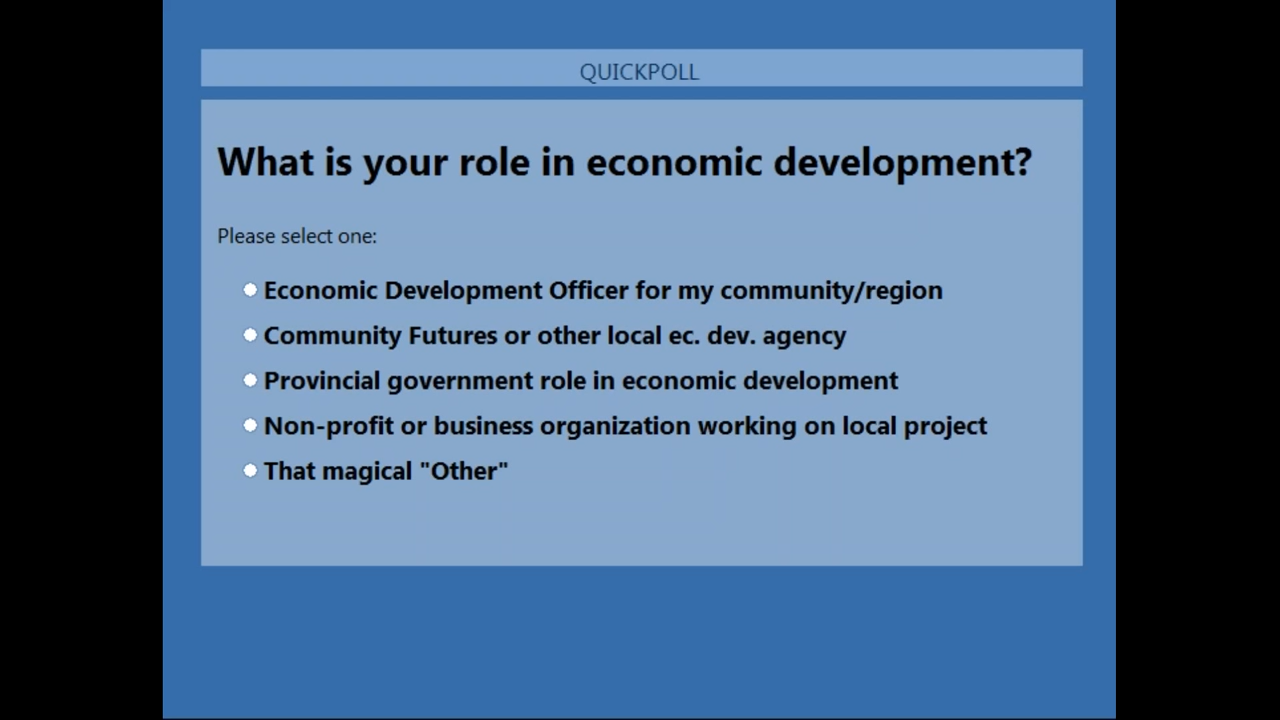 QUICKPOLL
What is your role in economic development?
Please select one:
Economic Development Officer for my community/region
Community Futures or other local ec. dev. agency
Provincial government role in economic development
Non-profit or business organization working on local project
That magical "Other"